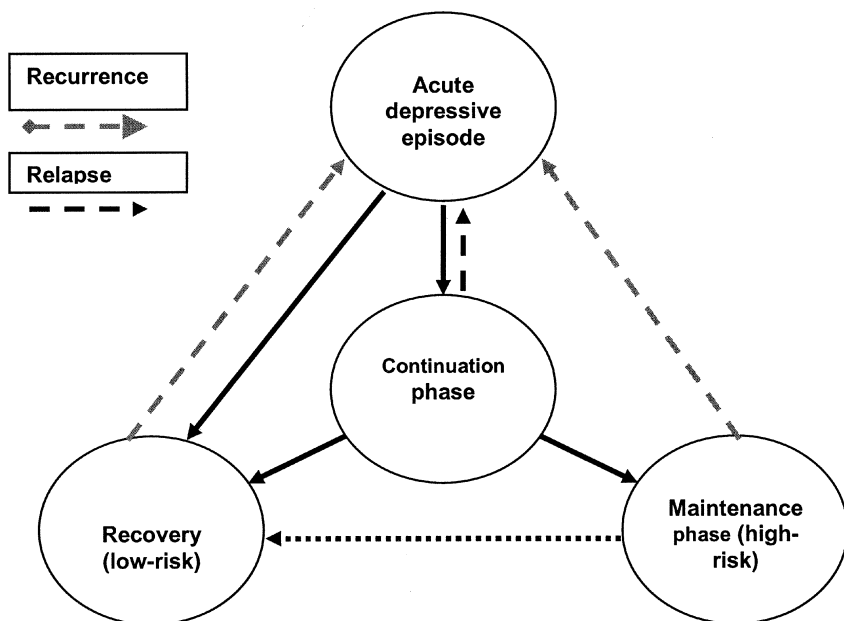 Recurrence
Relapse
Acute
depressive
episode
Continuation
phase
Recovery
(low-risk)
Maintenance
phase (high-
risk)